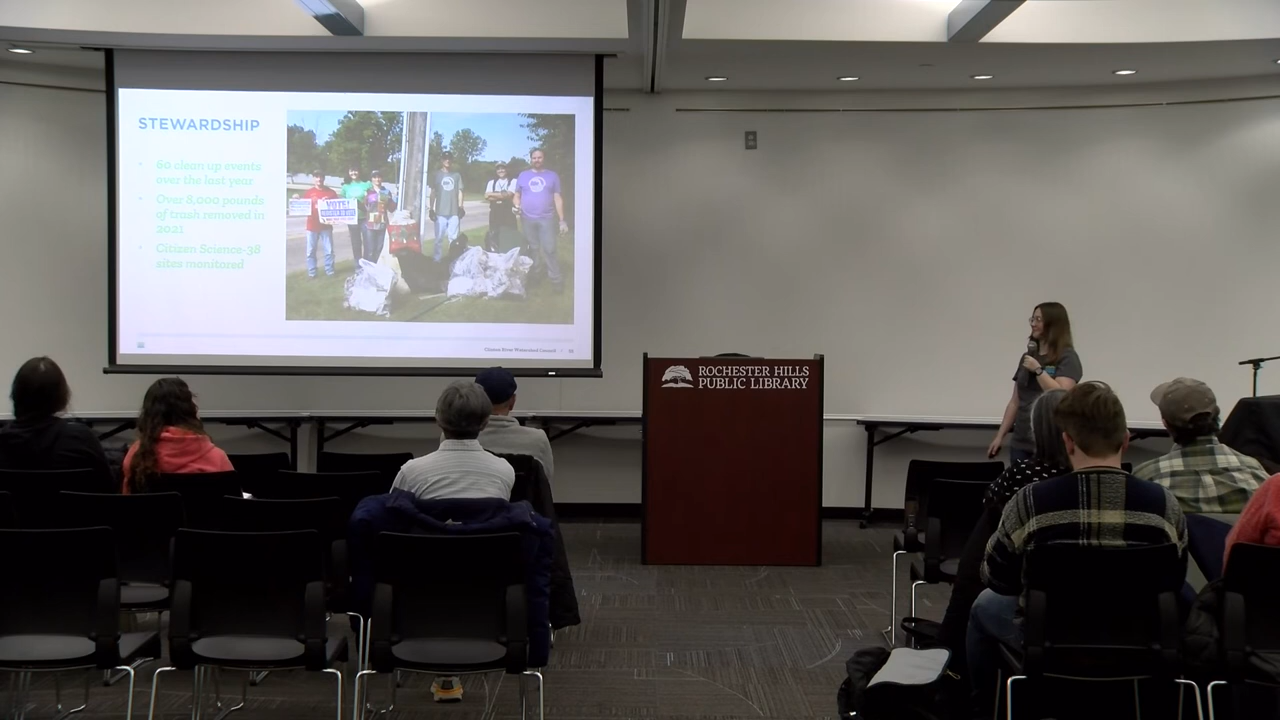 STEWARDSHIP
• 60 clean up events
over the last year
• Over 8,000 pounds
of trash removed in
2021
• Citizen Science-38
sites monitored
VOTE!
Clinton River Watershed Council
ROCHESTER HILLS
PUBLIC LIBRARY